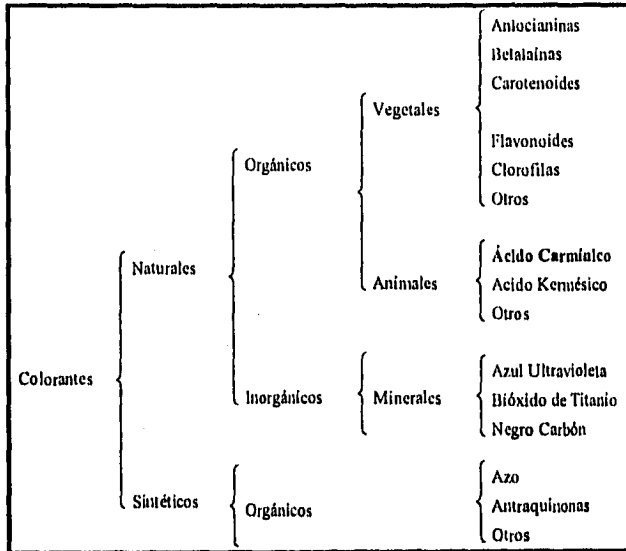 Antocianinas
Betalaínas
Carotenoides
Vegetales
Flavonoides
Orgánicos
Clorofilas
Otros
Ácido Carmínico
Naturales
Animales
Acido Kermésico
Otros
Azul Ultravioleta
Colorantes
Inorgánicos
Minerales
Bióxido de Titanio
Negro Carbón
Azo
Sintéticos
Orgánicos
Antraquinonas
Otros